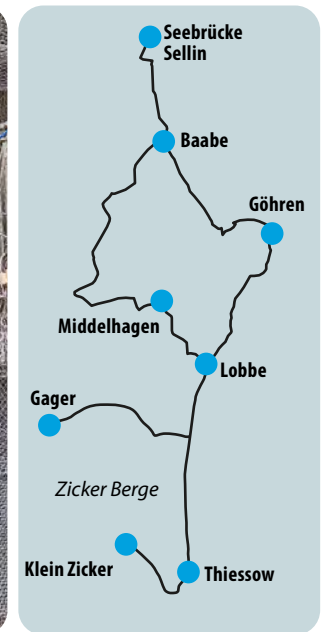 Seebrücke
Sellin
Baabe
Göhren
Middelhagen
Lobbe
Gager
Zicker Berge
Klein Zicker
Thiessow